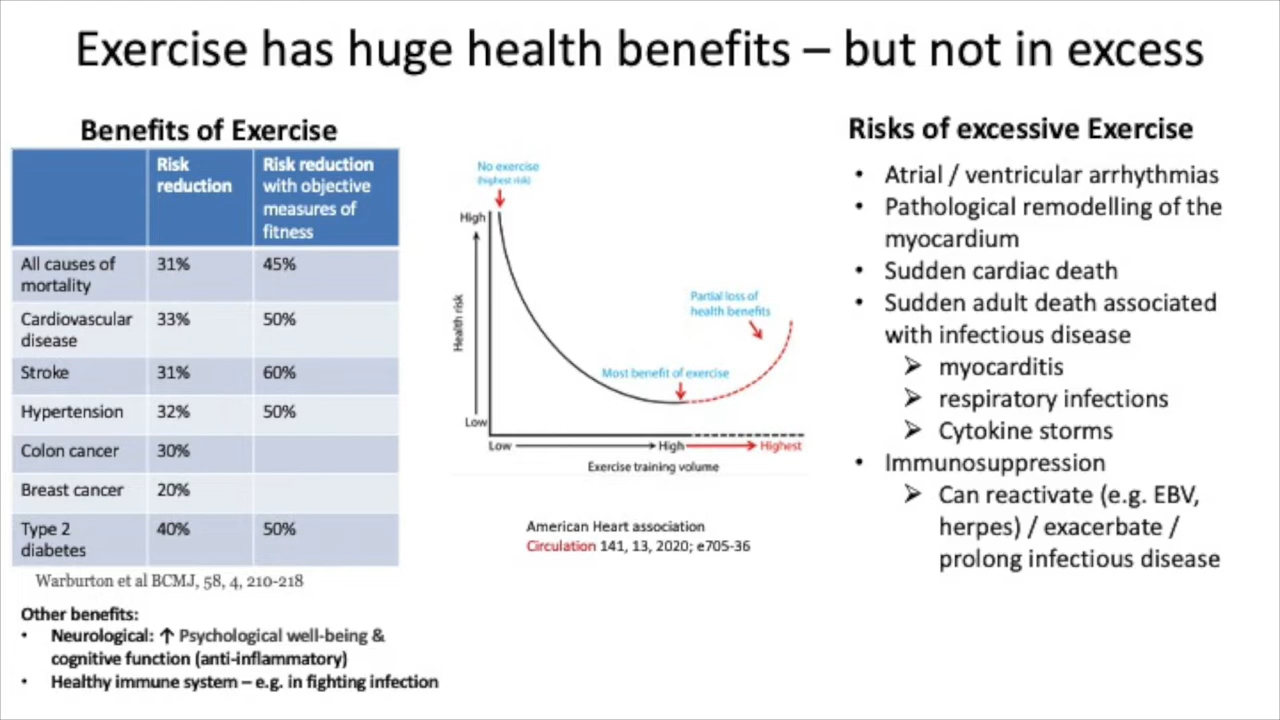 Exercise has huge health benefits – but not in excess
Benefits of Exercise
Risk reduction
Risk reduction with objective measures of fitness
All causes of mortality 31% 45%
Cardiovascular disease 33% 50%
Stroke 31% 60%
Hypertension 32% 50%
Colon cancer 30%
Breast cancer 20%
Type 2 diabetes 40% 50%
Warburton et al BCMJ, 58, 4, 210-218
Other benefits:
• Neurological: ↑ Psychological well-being &
cognitive function (anti-inflammatory)
• Healthy immune system – e.g. in fighting infection
No exercise
(highest risk)
High
Health risk
Low
Partial loss of
health benefits
Most benefit of exercise
Low High Highest
Exercise training volume
American Heart association
Circulation 141, 13, 2020; e705-36
Risks of excessive Exercise
• Atrial / ventricular arrhythmias
• Pathological remodelling of the
myocardium
• Sudden cardiac death
• Sudden adult death associated
with infectious disease
➢ myocarditis
➢ respiratory infections
➢ Cytokine storms
• Immunosuppression
➢ Can reactivate (e.g. EBV,
herpes) / exacerbate /
prolong infectious disease